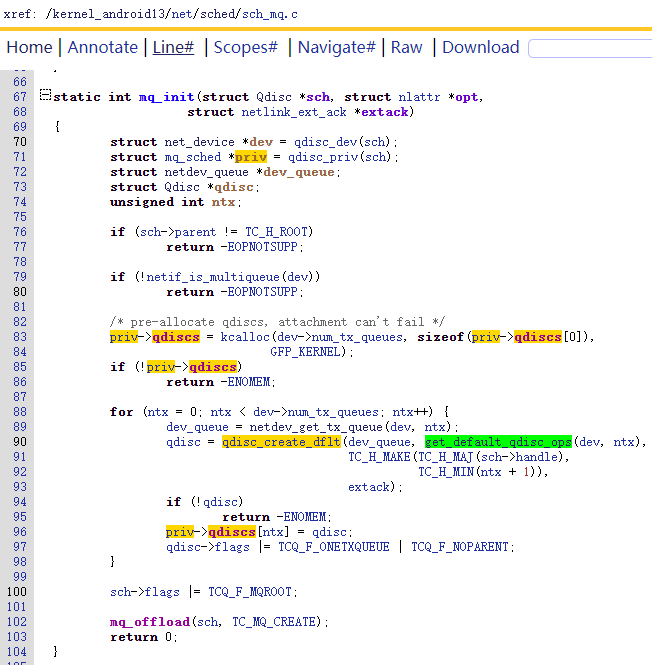 xref: /kernel_android13/net/sched/sch_mq.c
Home | Annotate | Line# | Scopes# | Navigate# | Raw | Download
66
67 static int mq_init(struct Qdisc *sch, struct nlattr *opt,
68 struct netlink_ext_ack *extack)
69 {
70 struct net_device *dev = qdisc_dev(sch);
71 struct mq_sched *priv = qdisc_priv(sch);
72 struct netdev_queue *dev_queue;
73 struct Qdisc *qdisc;
74 unsigned int ntx;
75
76 if (sch->parent != TC_H_ROOT)
77 return -EOPNOTSUPP;
78
79 if (!netif_is_multiqueue(dev))
80 return -EOPNOTSUPP;
81
82 /* pre-allocate qdiscs, attachment can't fail */
83 priv->qdiscs = kcalloc(dev->num_tx_queues, sizeof(priv->qdiscs[0]),
84 GFP_KERNEL);
85 if (!priv->qdiscs)
86 return -ENOMEM;
87
88 for (ntx = 0; ntx < dev->num_tx_queues; ntx++) {
89 dev_queue = netdev_get_tx_queue(dev, ntx);
90 qdisc = qdisc_create_dflt(dev_queue, get_default_qdisc_ops(dev, ntx),
91 TC_H_MAKE(TC_H_MAJ(sch->handle),
92 TC_H_MIN(ntx + 1)),
93 extack);
94 if (!qdisc)
95 return -ENOMEM;
96 priv->qdiscs[ntx] = qdisc;
97 qdisc->flags |= TCQ_F_ONETXQUEUE | TCQ_F_NOPARENT;
98 }
99
100 sch->flags |= TCQ_F_MQROOT;
101
102 mq_offload(sch, TC_MQ_CREATE);
103 return 0;
104 }